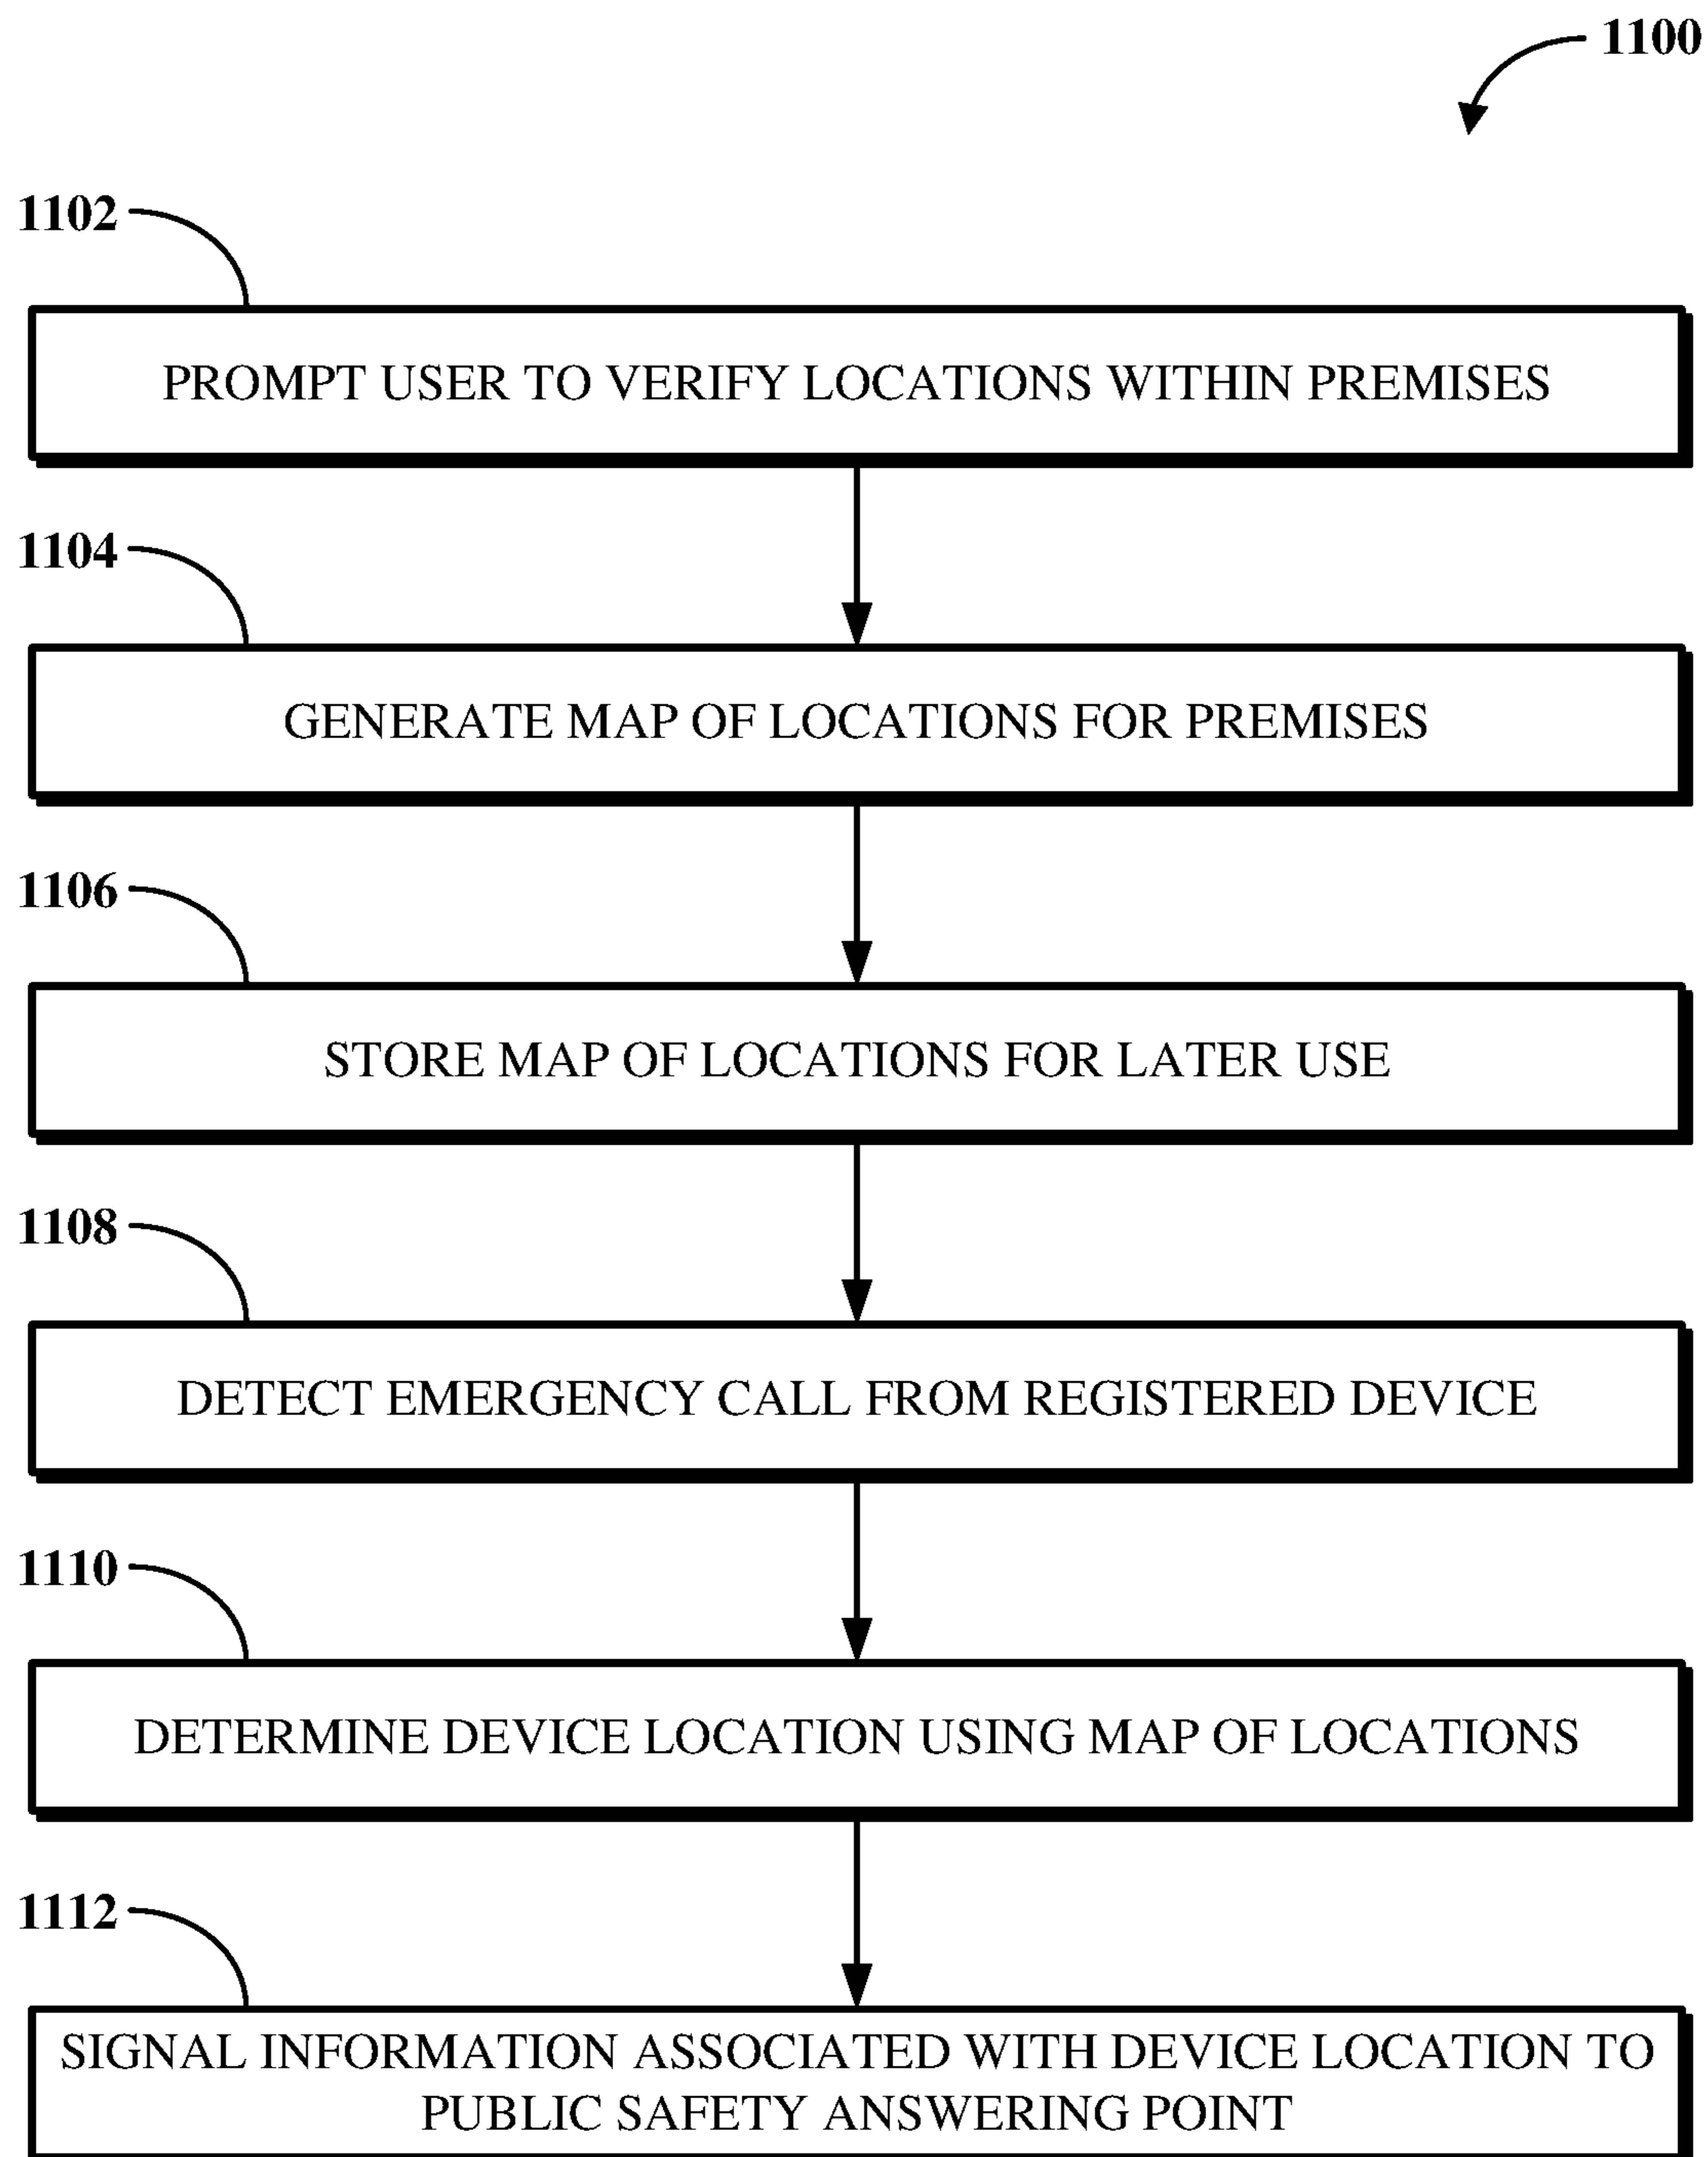 1100
1102
PROMPT USER TO VERIFY LOCATIONS WITHIN PREMISES
1104
GENERATE MAP OF LOCATIONS FOR PREMISES
1106
STORE MAP OF LOCATIONS FOR LATER USE
1108
DETECT EMERGENCY CALL FROM REGISTERED DEVICE
1110
DETERMINE DEVICE LOCATION USING MAP OF LOCATIONS
1112
SIGNAL INFORMATION ASSOCIATED WITH DEVICE LOCATION TO
PUBLIC SAFETY ANSWERING POINT